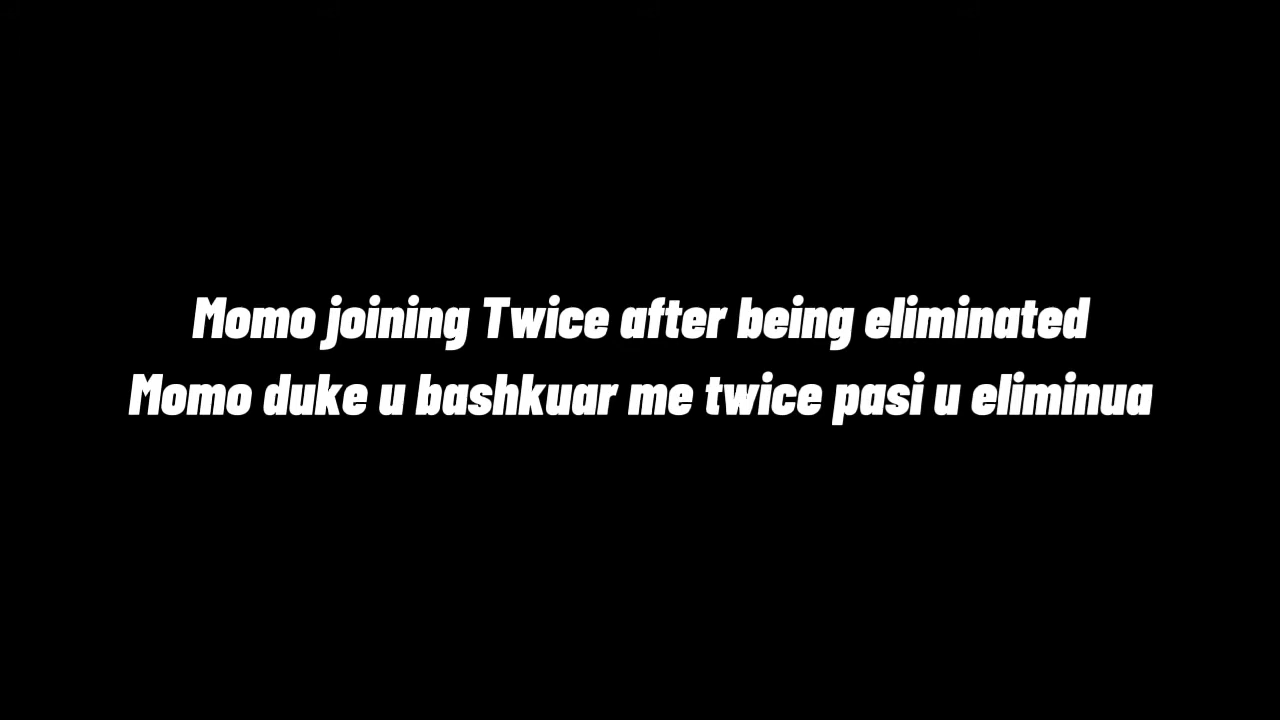 Momo joining Twice after being eliminated
Momo duke u bashkuar me twice pasi u eliminua